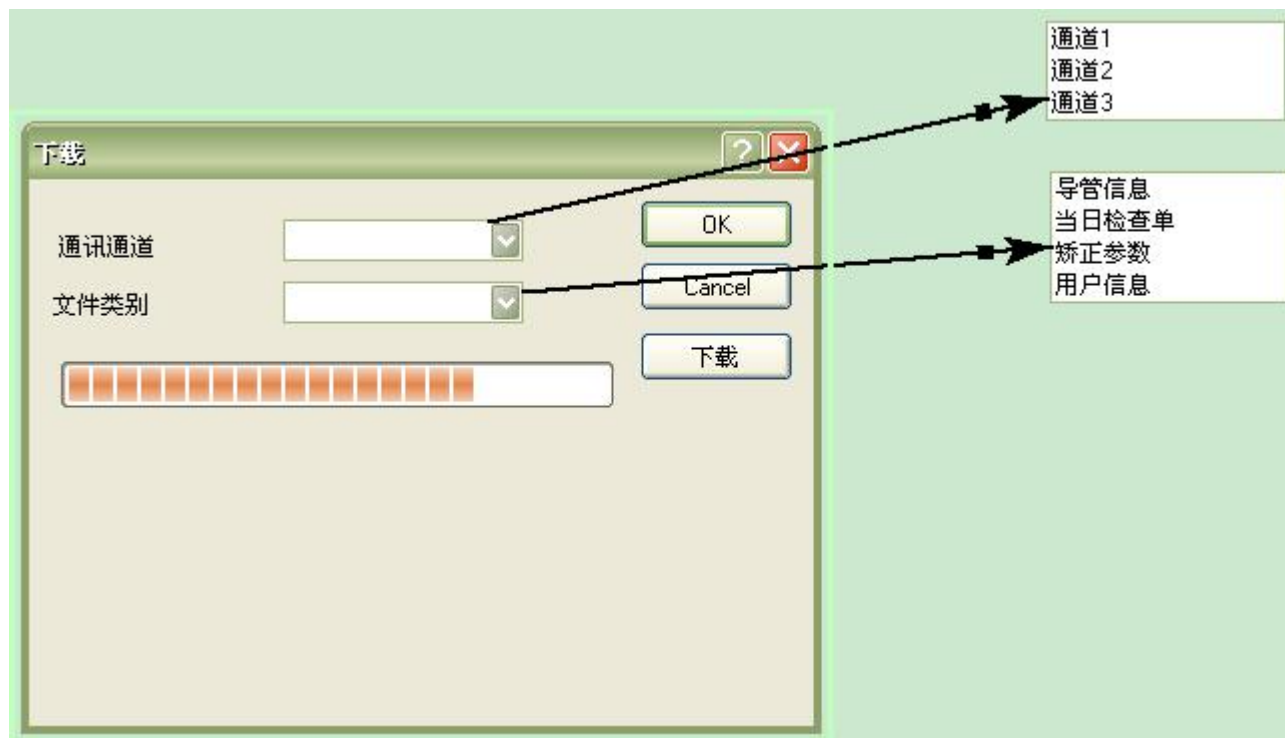 通道1
通道2
通道3
下载
导管信息
当日检查单
矫正参数
用户信息
通讯通道
OK
文件类别
Cancel
下载